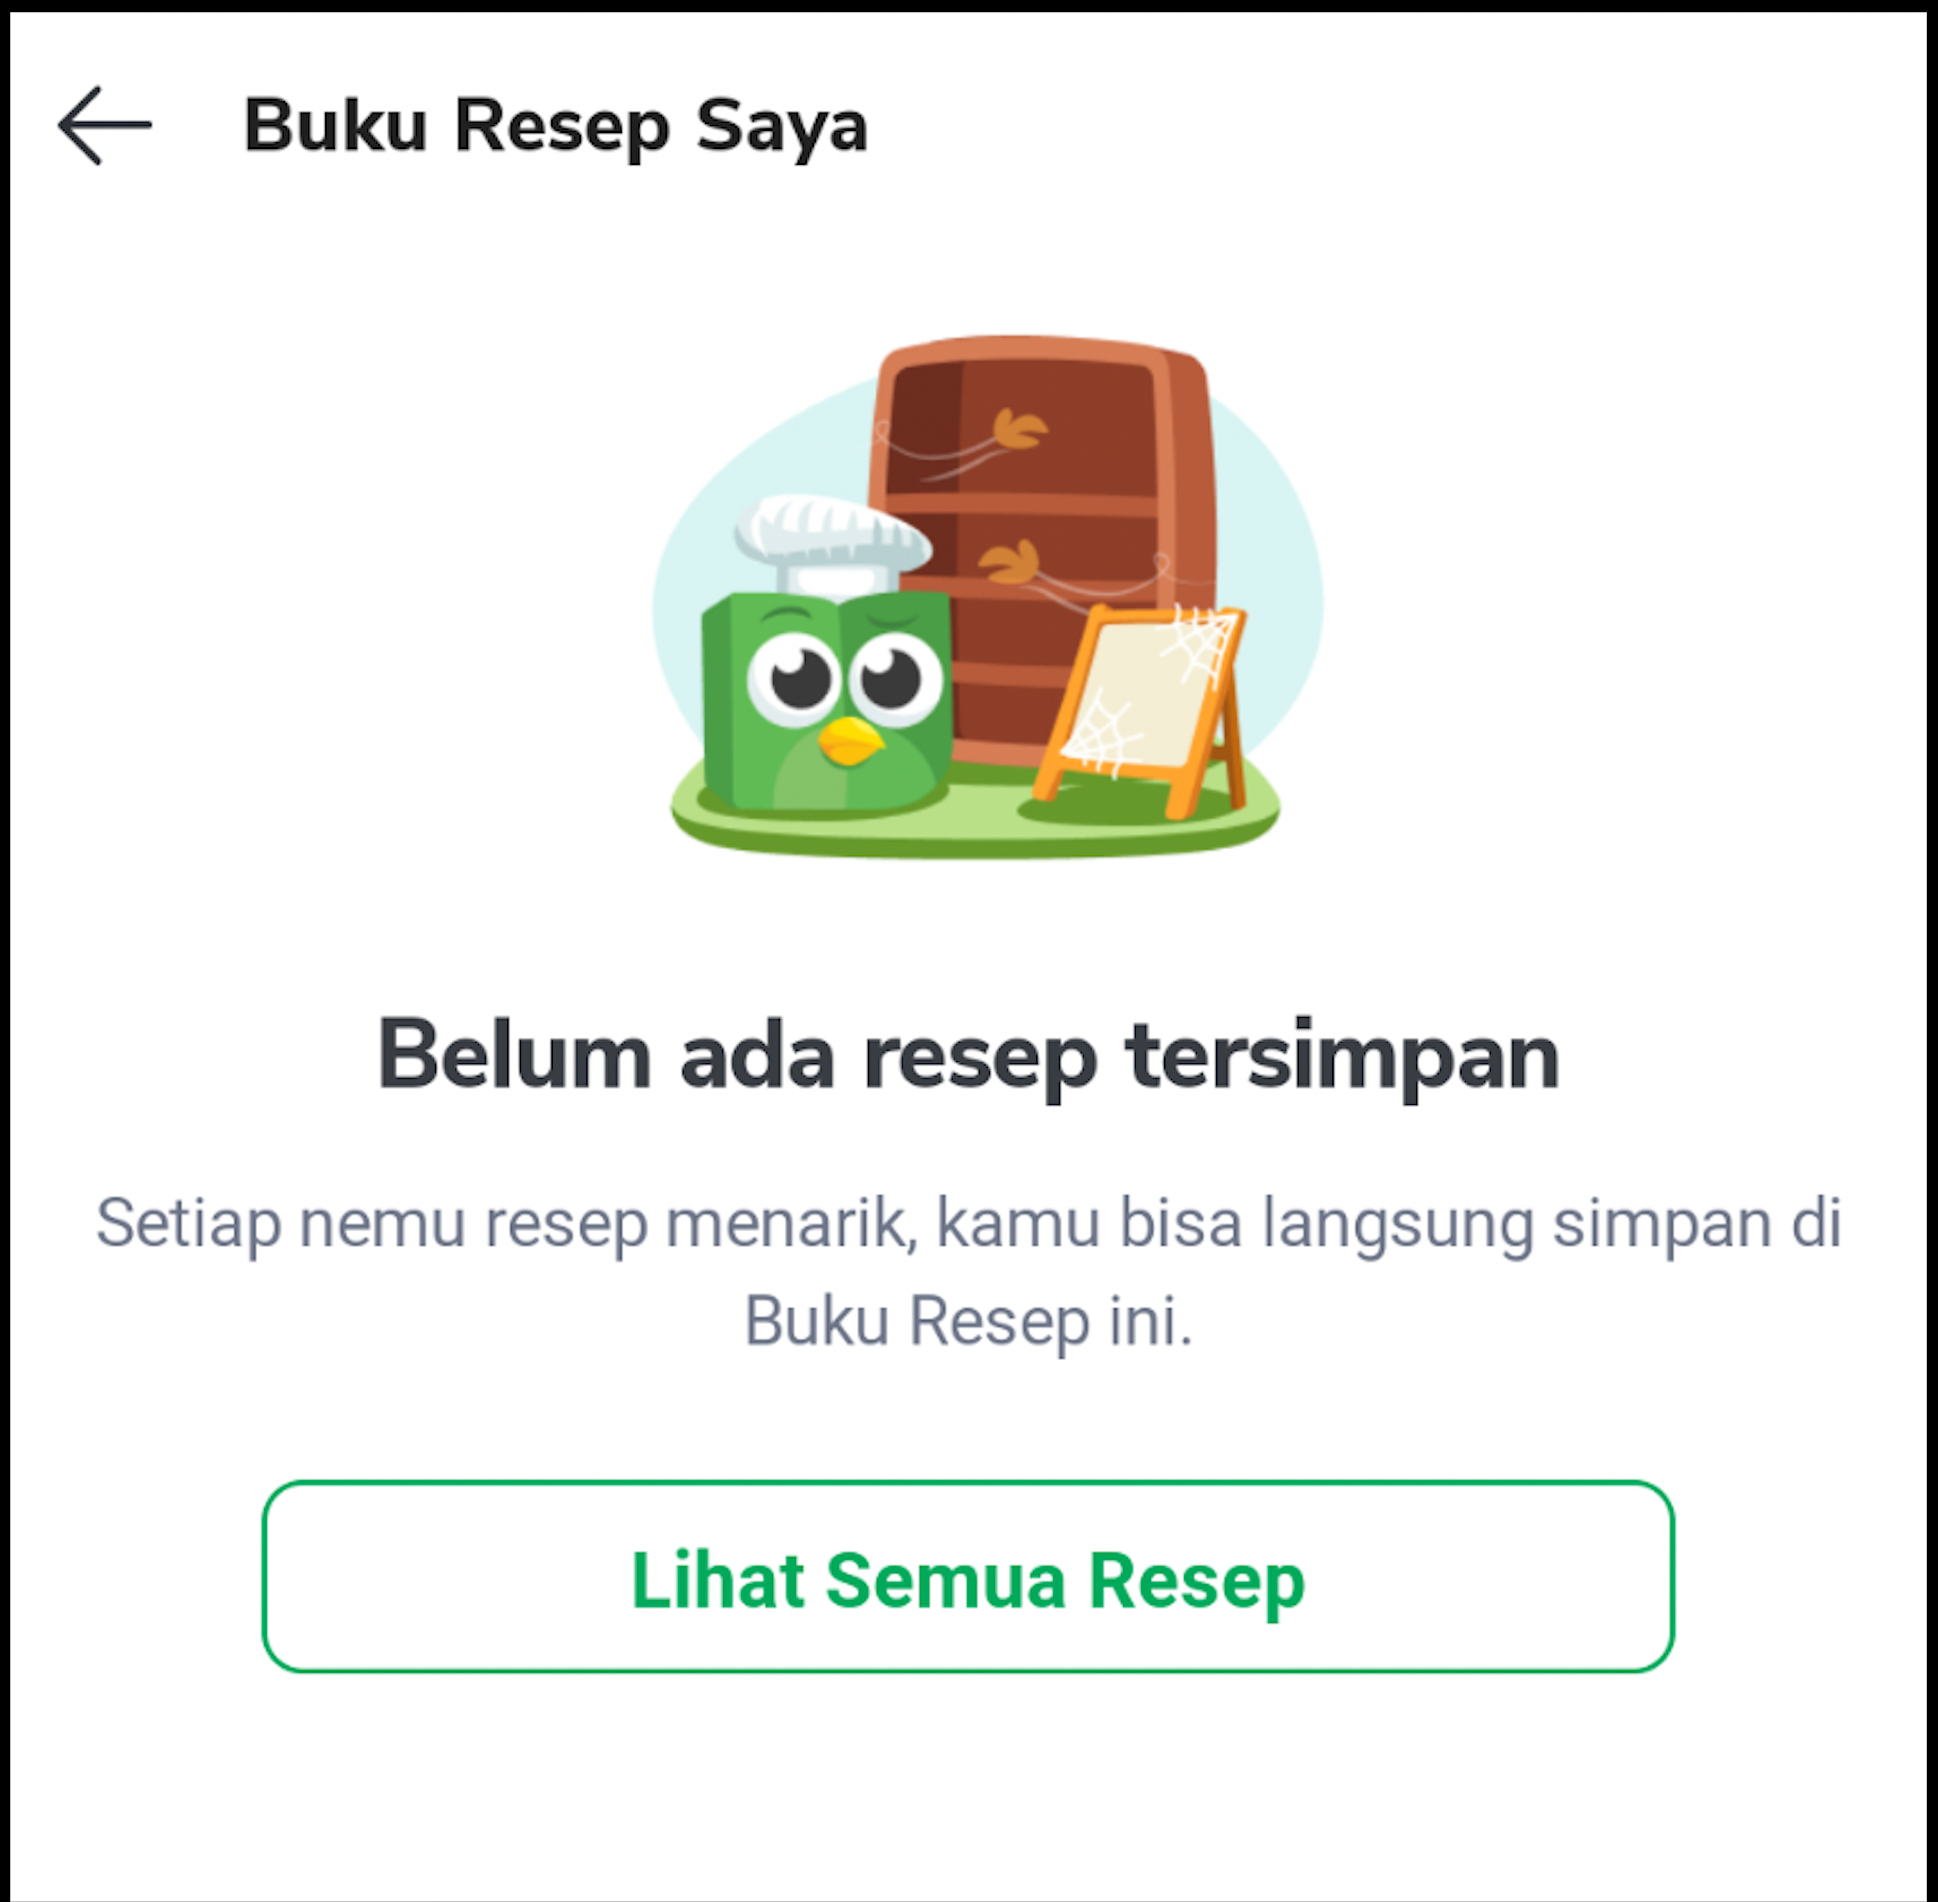 Buku Resep Saya
Belum ada resep tersimpan
Setiap nemu resep menarik, kamu bisa langsung simpan di
Buku Resep ini.
Lihat Semua Resep